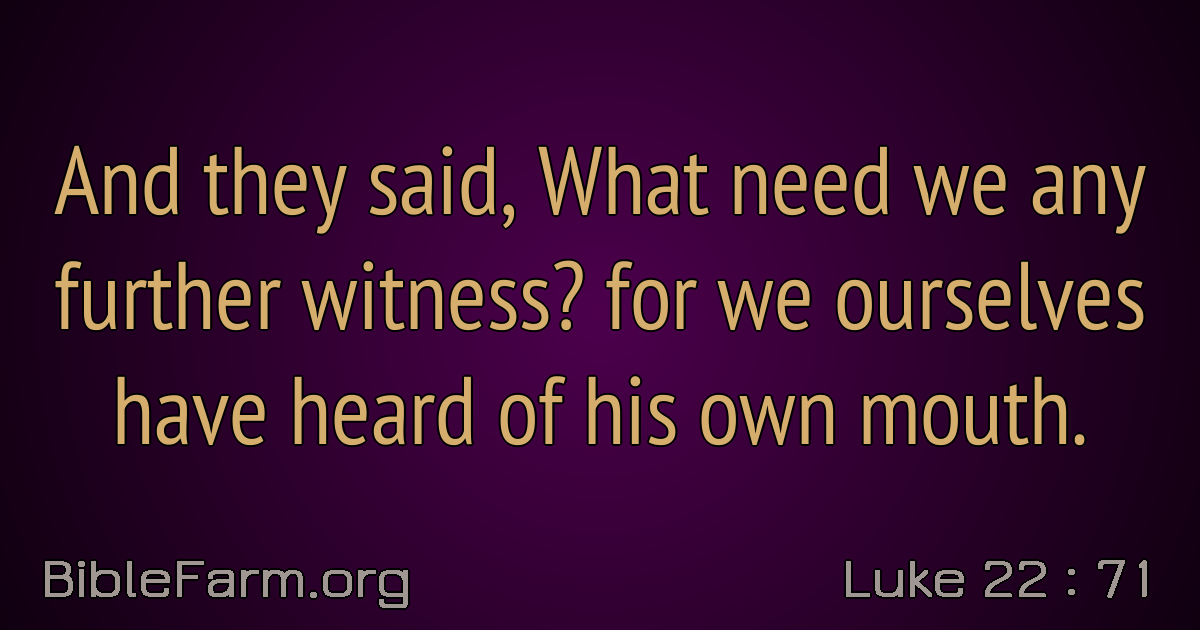 And they said, What need we any
further witness? for we ourselves
have heard of his own mouth.
BibleFarm.org
Luke 22 : 71